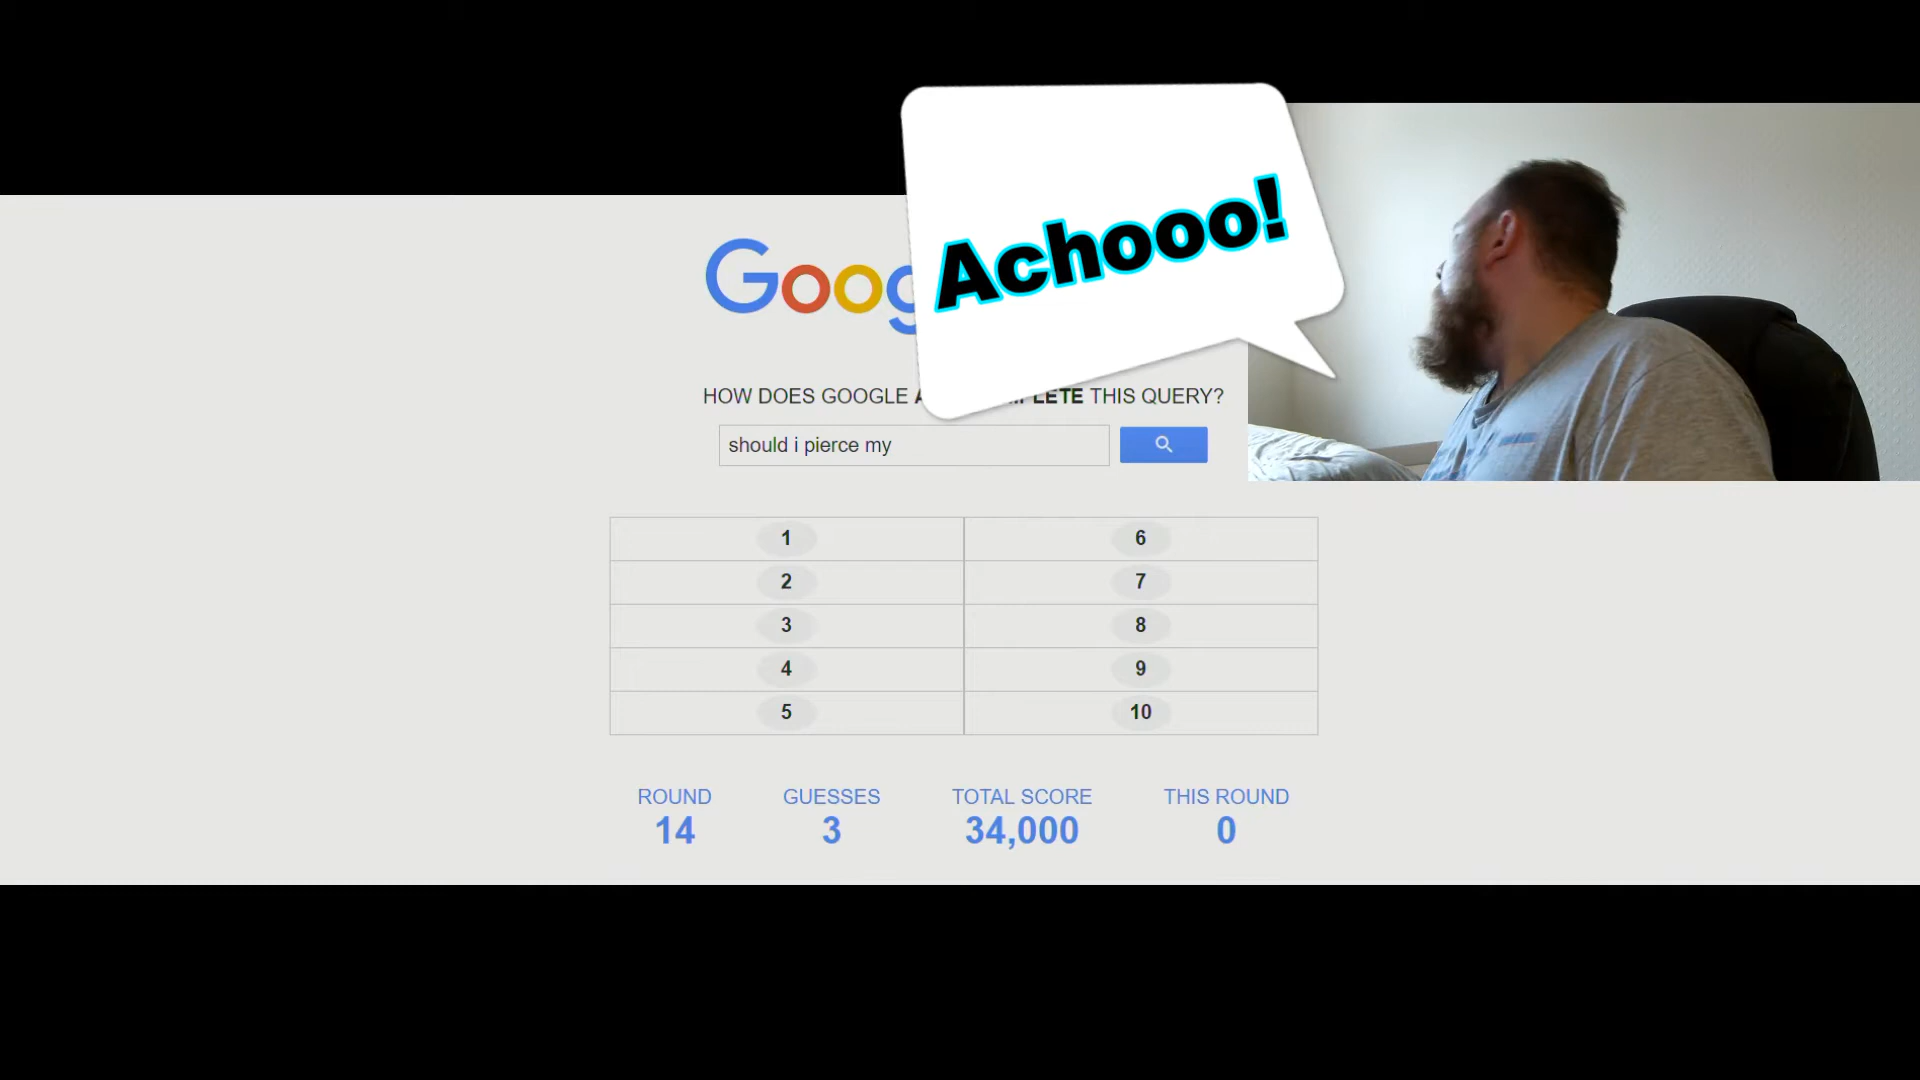 Goog
Achooo!
HOW DOES GOOGLE A PLETE THIS QUERY?
should i pierce my
1 6
2 7
3 8
4 9
5 10
ROUND GUESSES TOTAL SCORE THIS ROUND
14 3 34,000 0